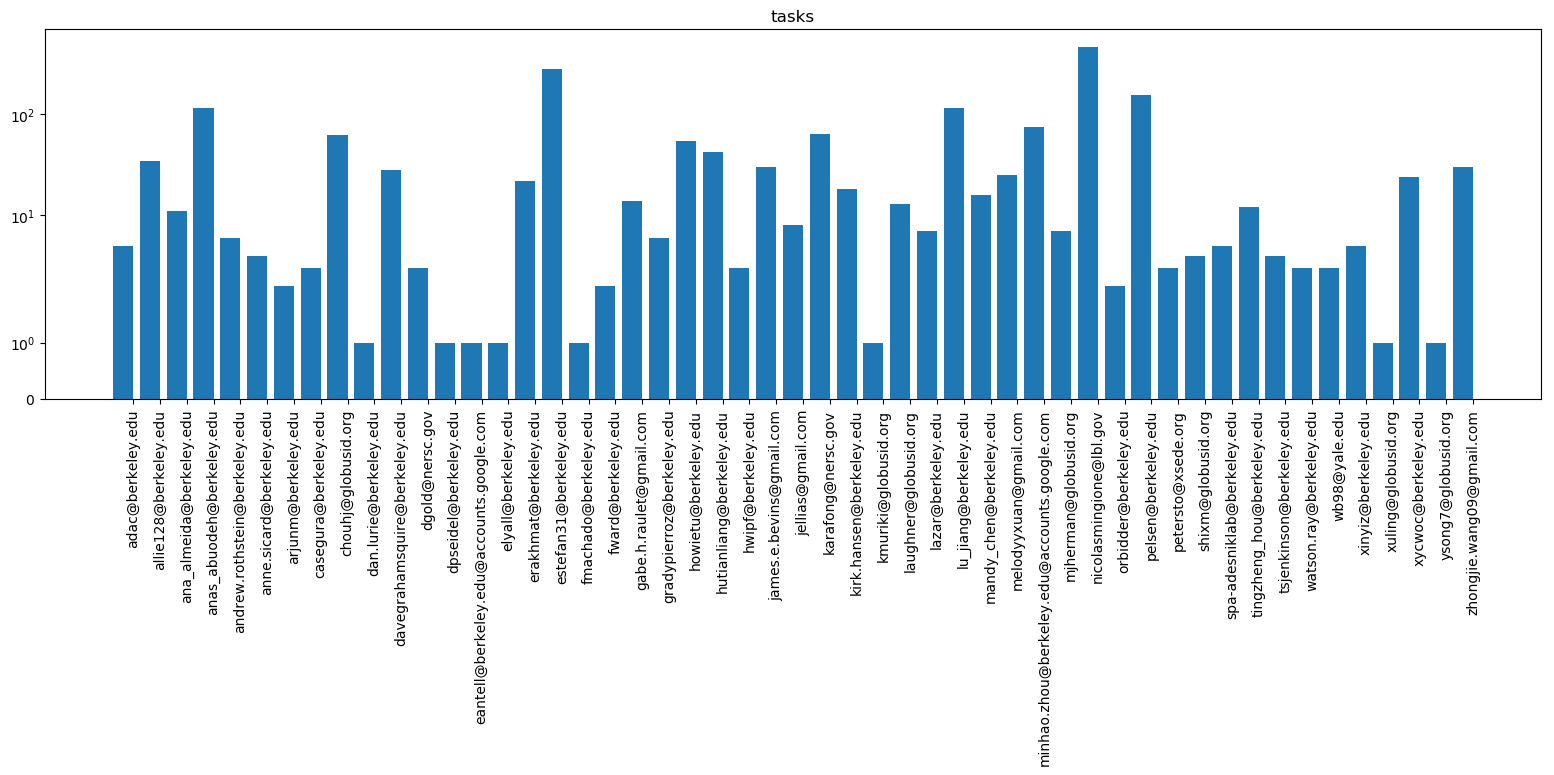 tasks
10²
10¹
10⁰
0
adac@berkeley.edu
allie128@berkeley.edu
ana_almeida@berkeley.edu
anas_abuodeh@berkeley.edu
andrew.rothstein@berkeley.edu
anne.sicard@berkeley.edu
arjunm@berkeley.edu
casegura@berkeley.edu
chouhj@globusid.org
dan.lurie@berkeley.edu
davegrahamsquire@berkeley.edu
dgold@nersc.gov
dpseidel@berkeley.edu
eantell@berkeley.edu@accounts.google.com
elyall@berkeley.edu
erakhmat@berkeley.edu
estefan31@berkeley.edu
fmachado@berkeley.edu
fward@berkeley.edu
gabe.h.raulet@gmail.com
gradypierroz@berkeley.edu
howietu@berkeley.edu
hutianliang@berkeley.edu
hwipf@berkeley.edu
james.e.bevins@gmail.com
jellias@gmail.com
karafong@nersc.gov
kirk.hansen@berkeley.edu
kmuriki@globusid.org
laughner@globusid.org
lazar@berkeley.edu
lu_jiang@berkeley.edu
mandy_chen@berkeley.edu
melodyyxuan@gmail.com
minhao.zhou@berkeley.edu@accounts.google.com
mjherman@globusid.org
nicolasmingione@lbl.gov
orbidder@berkeley.edu
pelsen@berkeley.edu
petersto@xsede.org
shixm@globusid.org
spa-adesniklab@berkeley.edu
tingzheng_hou@berkeley.edu
tsjenkinson@berkeley.edu
watson.ray@berkeley.edu
wb98@yale.edu
xinyiz@berkeley.edu
xuling@globusid.org
xycwoc@berkeley.edu
ysong7@globusid.org
zhongjie.wang09@gmail.com